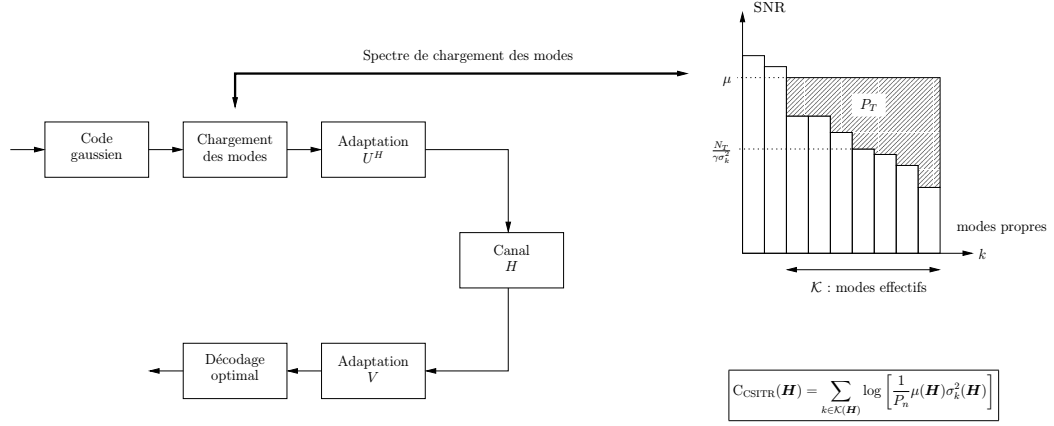 Spectre de chargement des modes
Code
gaussien
Chargement
des modes
Adaptation
U^H
Canal
H
Adaptation
V
Décodage
optimal
SNR
μ
P_T
N_T/γσ_k^2
modes propres
k
𝒦 : modes effectifs
C_CSITR(H) = ∑_{k∈𝒦(H)} log [ 1/P_n μ(H)σ_k^2(H) ]